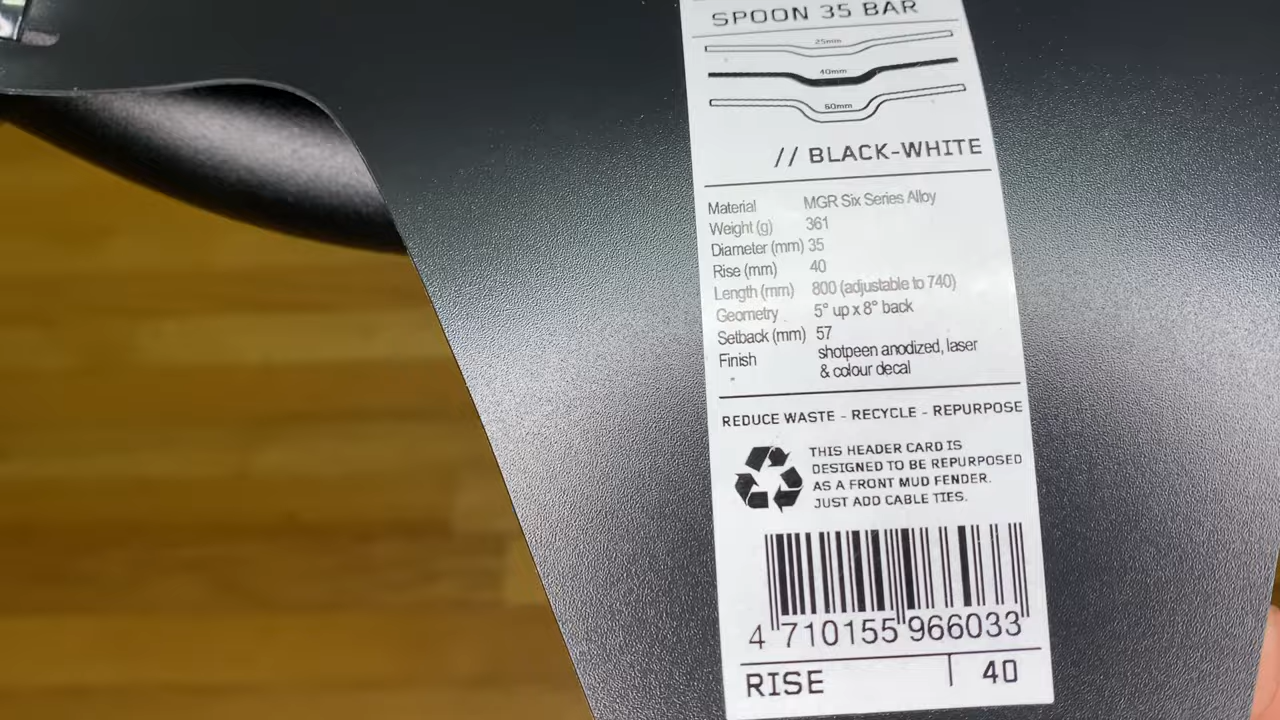 SPOON 35 BAR
25mm
40mm
60mm
// BLACK-WHITE
Material MGR Six Series Alloy
Weight (g) 361
Diameter (mm) 35
Rise (mm) 40
Length (mm) 800 (adjustable to 740)
Geometry 5° up x 8° back
Setback (mm) 57
Finish shotpeen anodized, laser
& colour decal
REDUCE WASTE - RECYCLE - REPURPOSE
THIS HEADER CARD IS
DESIGNED TO BE REPURPOSED
AS A FRONT MUD FENDER.
JUST ADD CABLE TIES.
4 710155 966033
RISE 40